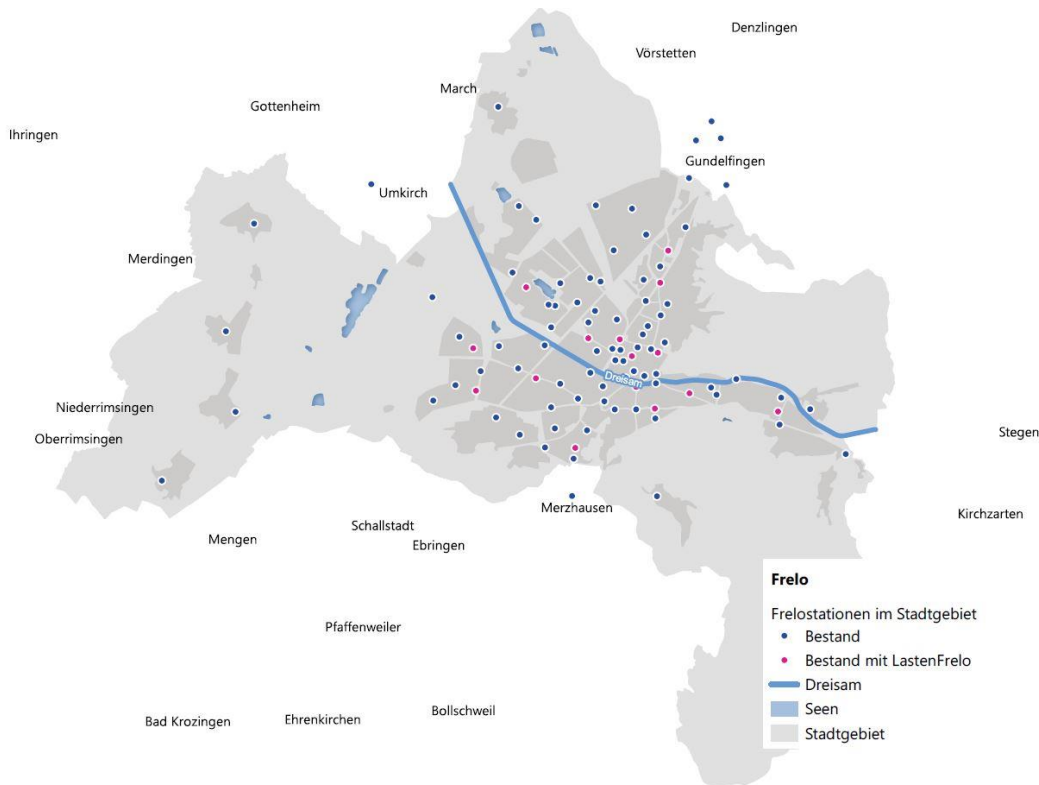 Denzlingen
Vörstetten
March
Gottenheim
Ihringen
Gundelfingen
Umkirch
Merdingen
Dreisam
Niederrimsingen
Oberrimsingen
Stegen
Merzhausen
Kirchzarten
Schallstadt
Mengen
Ebringen
Pfaffenweiler
Bollschweil
Ehrenkirchen
Bad Krozingen
Frelo
Frelostationen im Stadtgebiet
Bestand
Bestand mit LastenFrelo
Dreisam
Seen
Stadtgebiet